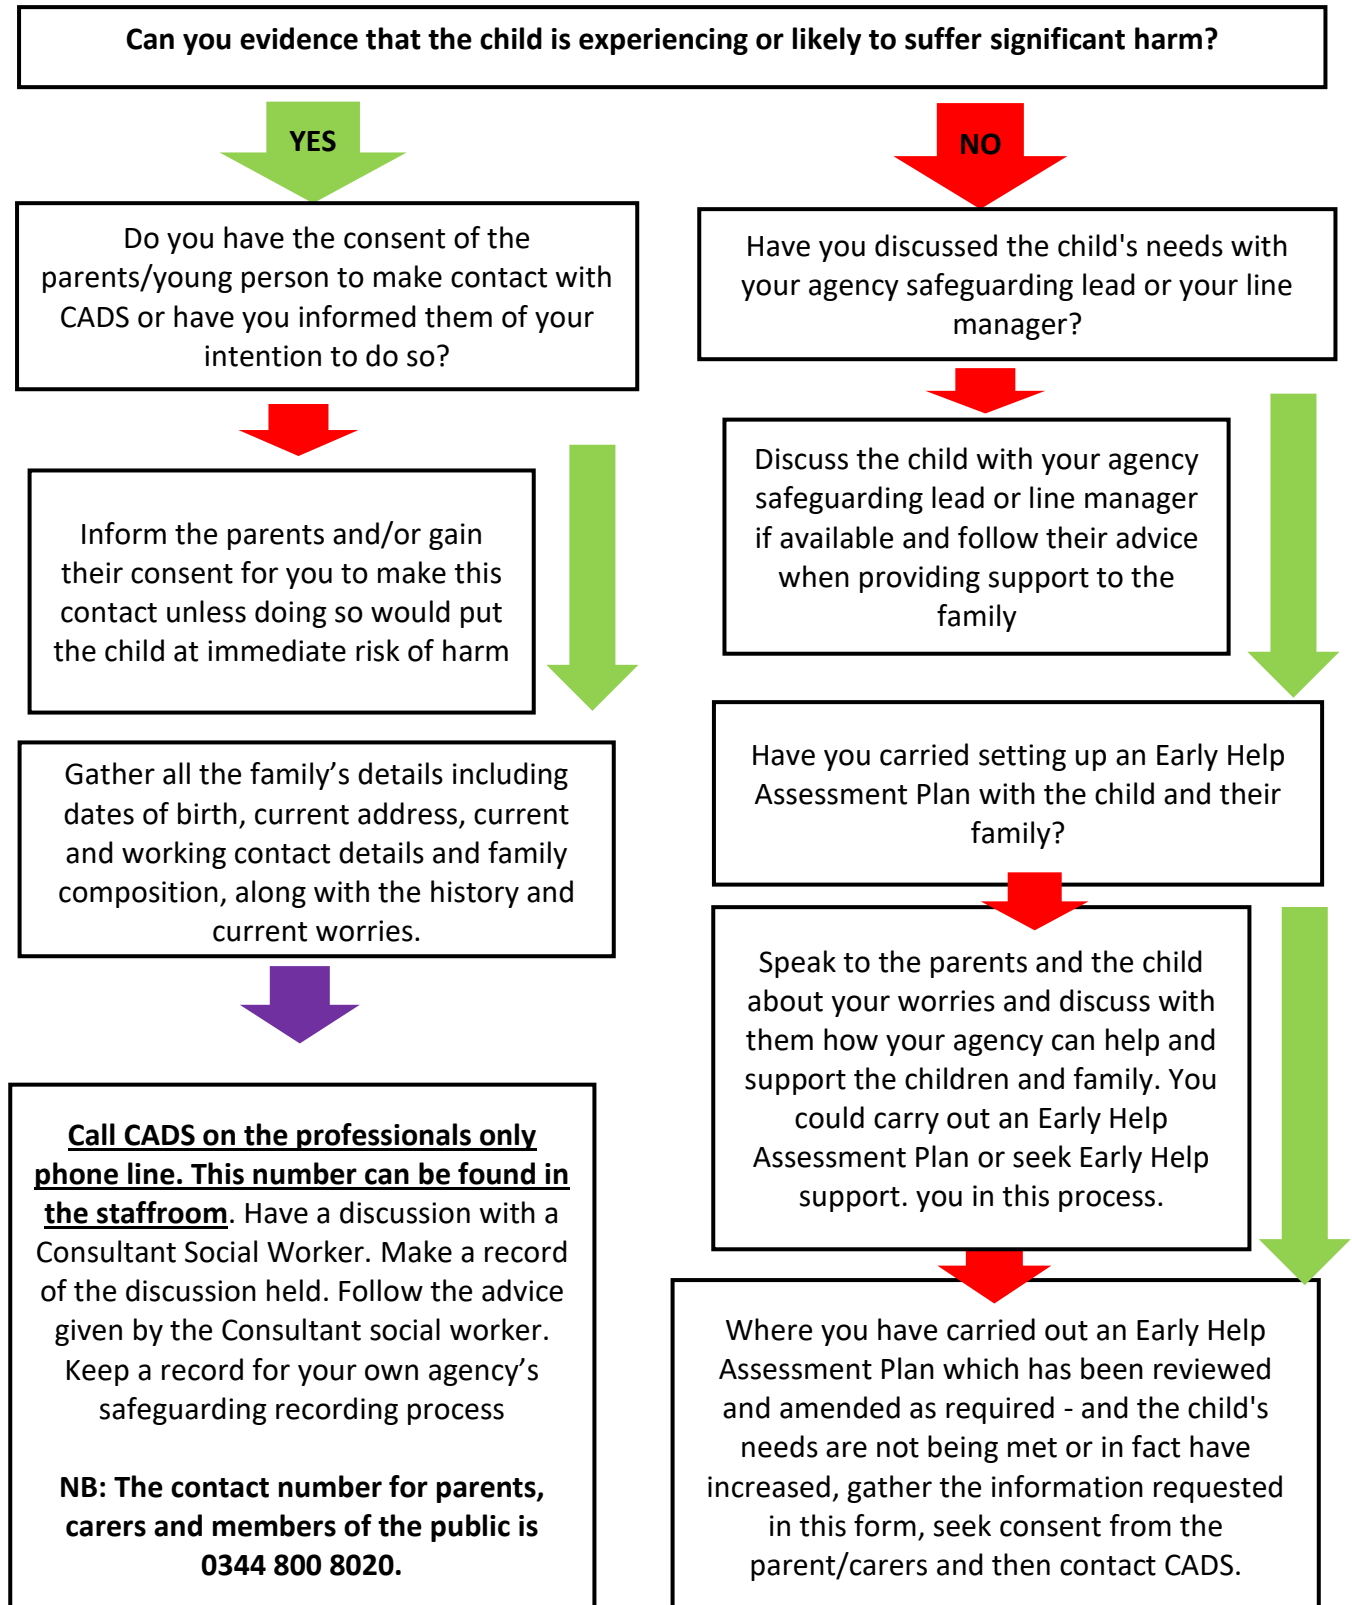 Can you evidence that the child is experiencing or likely to suffer significant harm?
YES
NO
Do you have the consent of the
parents/young person to make contact with
CADS or have you informed them of your
intention to do so?
Inform the parents and/or gain
their consent for you to make this
contact unless doing so would put
the child at immediate risk of harm
Gather all the family’s details including
dates of birth, current address, current
and working contact details and family
composition, along with the history and
current worries.
Call CADS on the professionals only
phone line. This number can be found in
the staffroom. Have a discussion with a
Consultant Social Worker. Make a record
of the discussion held. Follow the advice
given by the Consultant social worker.
Keep a record for your own agency’s
safeguarding recording process
NB: The contact number for parents,
carers and members of the public is
0344 800 8020.
Have you discussed the child's needs with
your agency safeguarding lead or your line
manager?
Discuss the child with your agency
safeguarding lead or line manager
if available and follow their advice
when providing support to the
family
Have you carried setting up an Early Help
Assessment Plan with the child and their
family?
Speak to the parents and the child
about your worries and discuss with
them how your agency can help and
support the children and family. You
could carry out an Early Help
Assessment Plan or seek Early Help
support. you in this process.
Where you have carried out an Early Help
Assessment Plan which has been reviewed
and amended as required - and the child's
needs are not being met or in fact have
increased, gather the information requested
in this form, seek consent from the
parent/carers and then contact CADS.